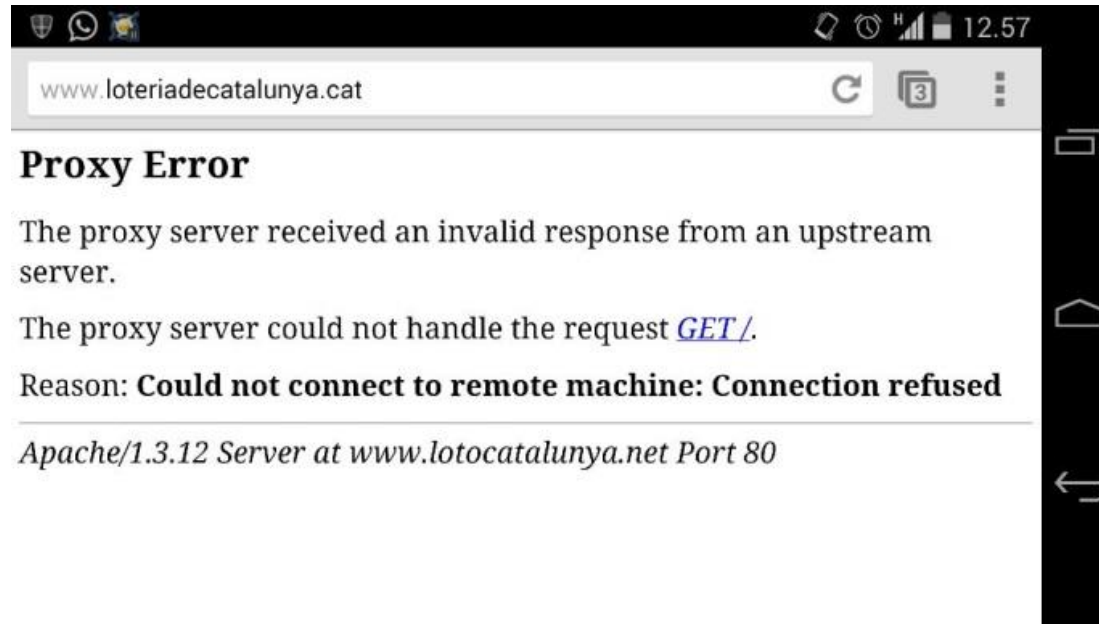 H 12.57
www.loteriadecatalunya.cat 3
Proxy Error
The proxy server received an invalid response from an upstream
server.
The proxy server could not handle the request GET /.
Reason: Could not connect to remote machine: Connection refused
Apache/1.3.12 Server at www.lotocatalunya.net Port 80